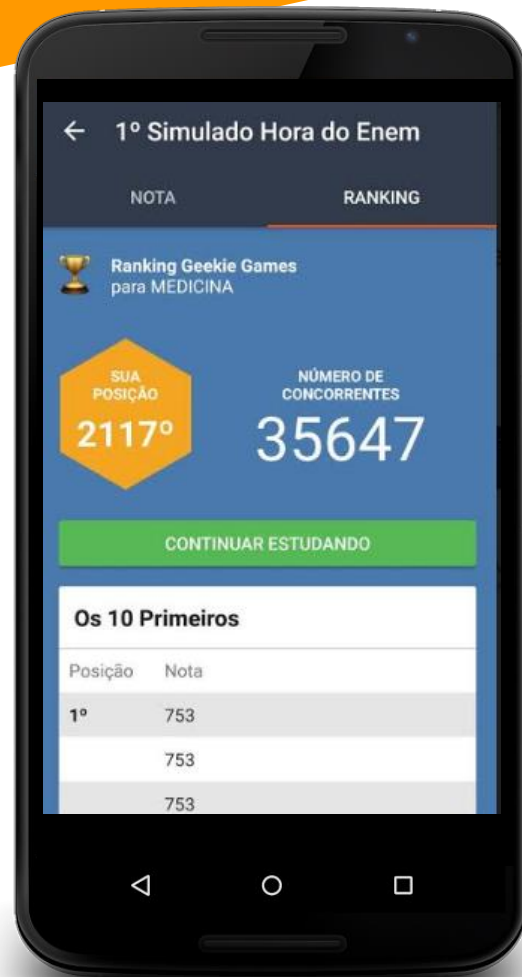 1º Simulado Hora do Enem
NOTA
RANKING
Ranking Geekie Games
para MEDICINA
SUA
POSIÇÃO
2117º
NÚMERO DE
CONCORRENTES
35647
CONTINUAR ESTUDANDO
Os 10 Primeiros
Posição Nota
1º 753
753
753